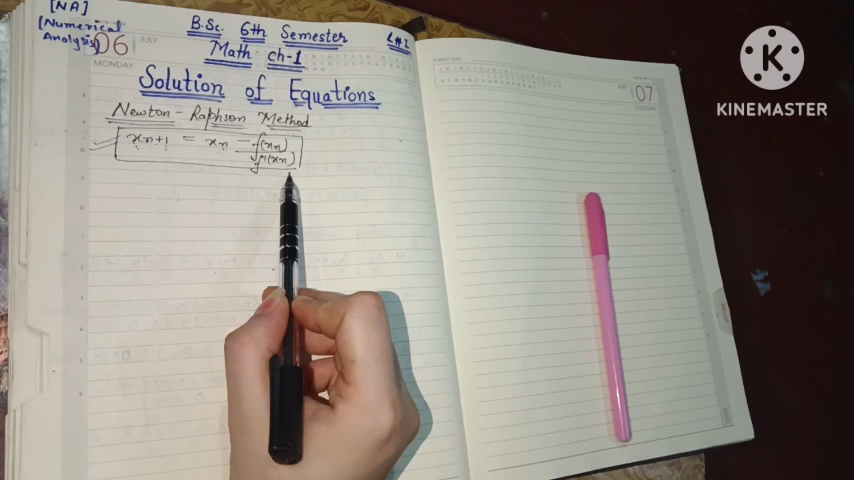 [NA]
[Numerical Analysis]
B.Sc. 6th Semester
L#1
Math ch-1
06 JULY
MONDAY
Solution of Equations
Newton-Raphson Method
xn+1 = xn - f(xn)
f'(xn)
07
TUESDAY
K
KINEMASTER